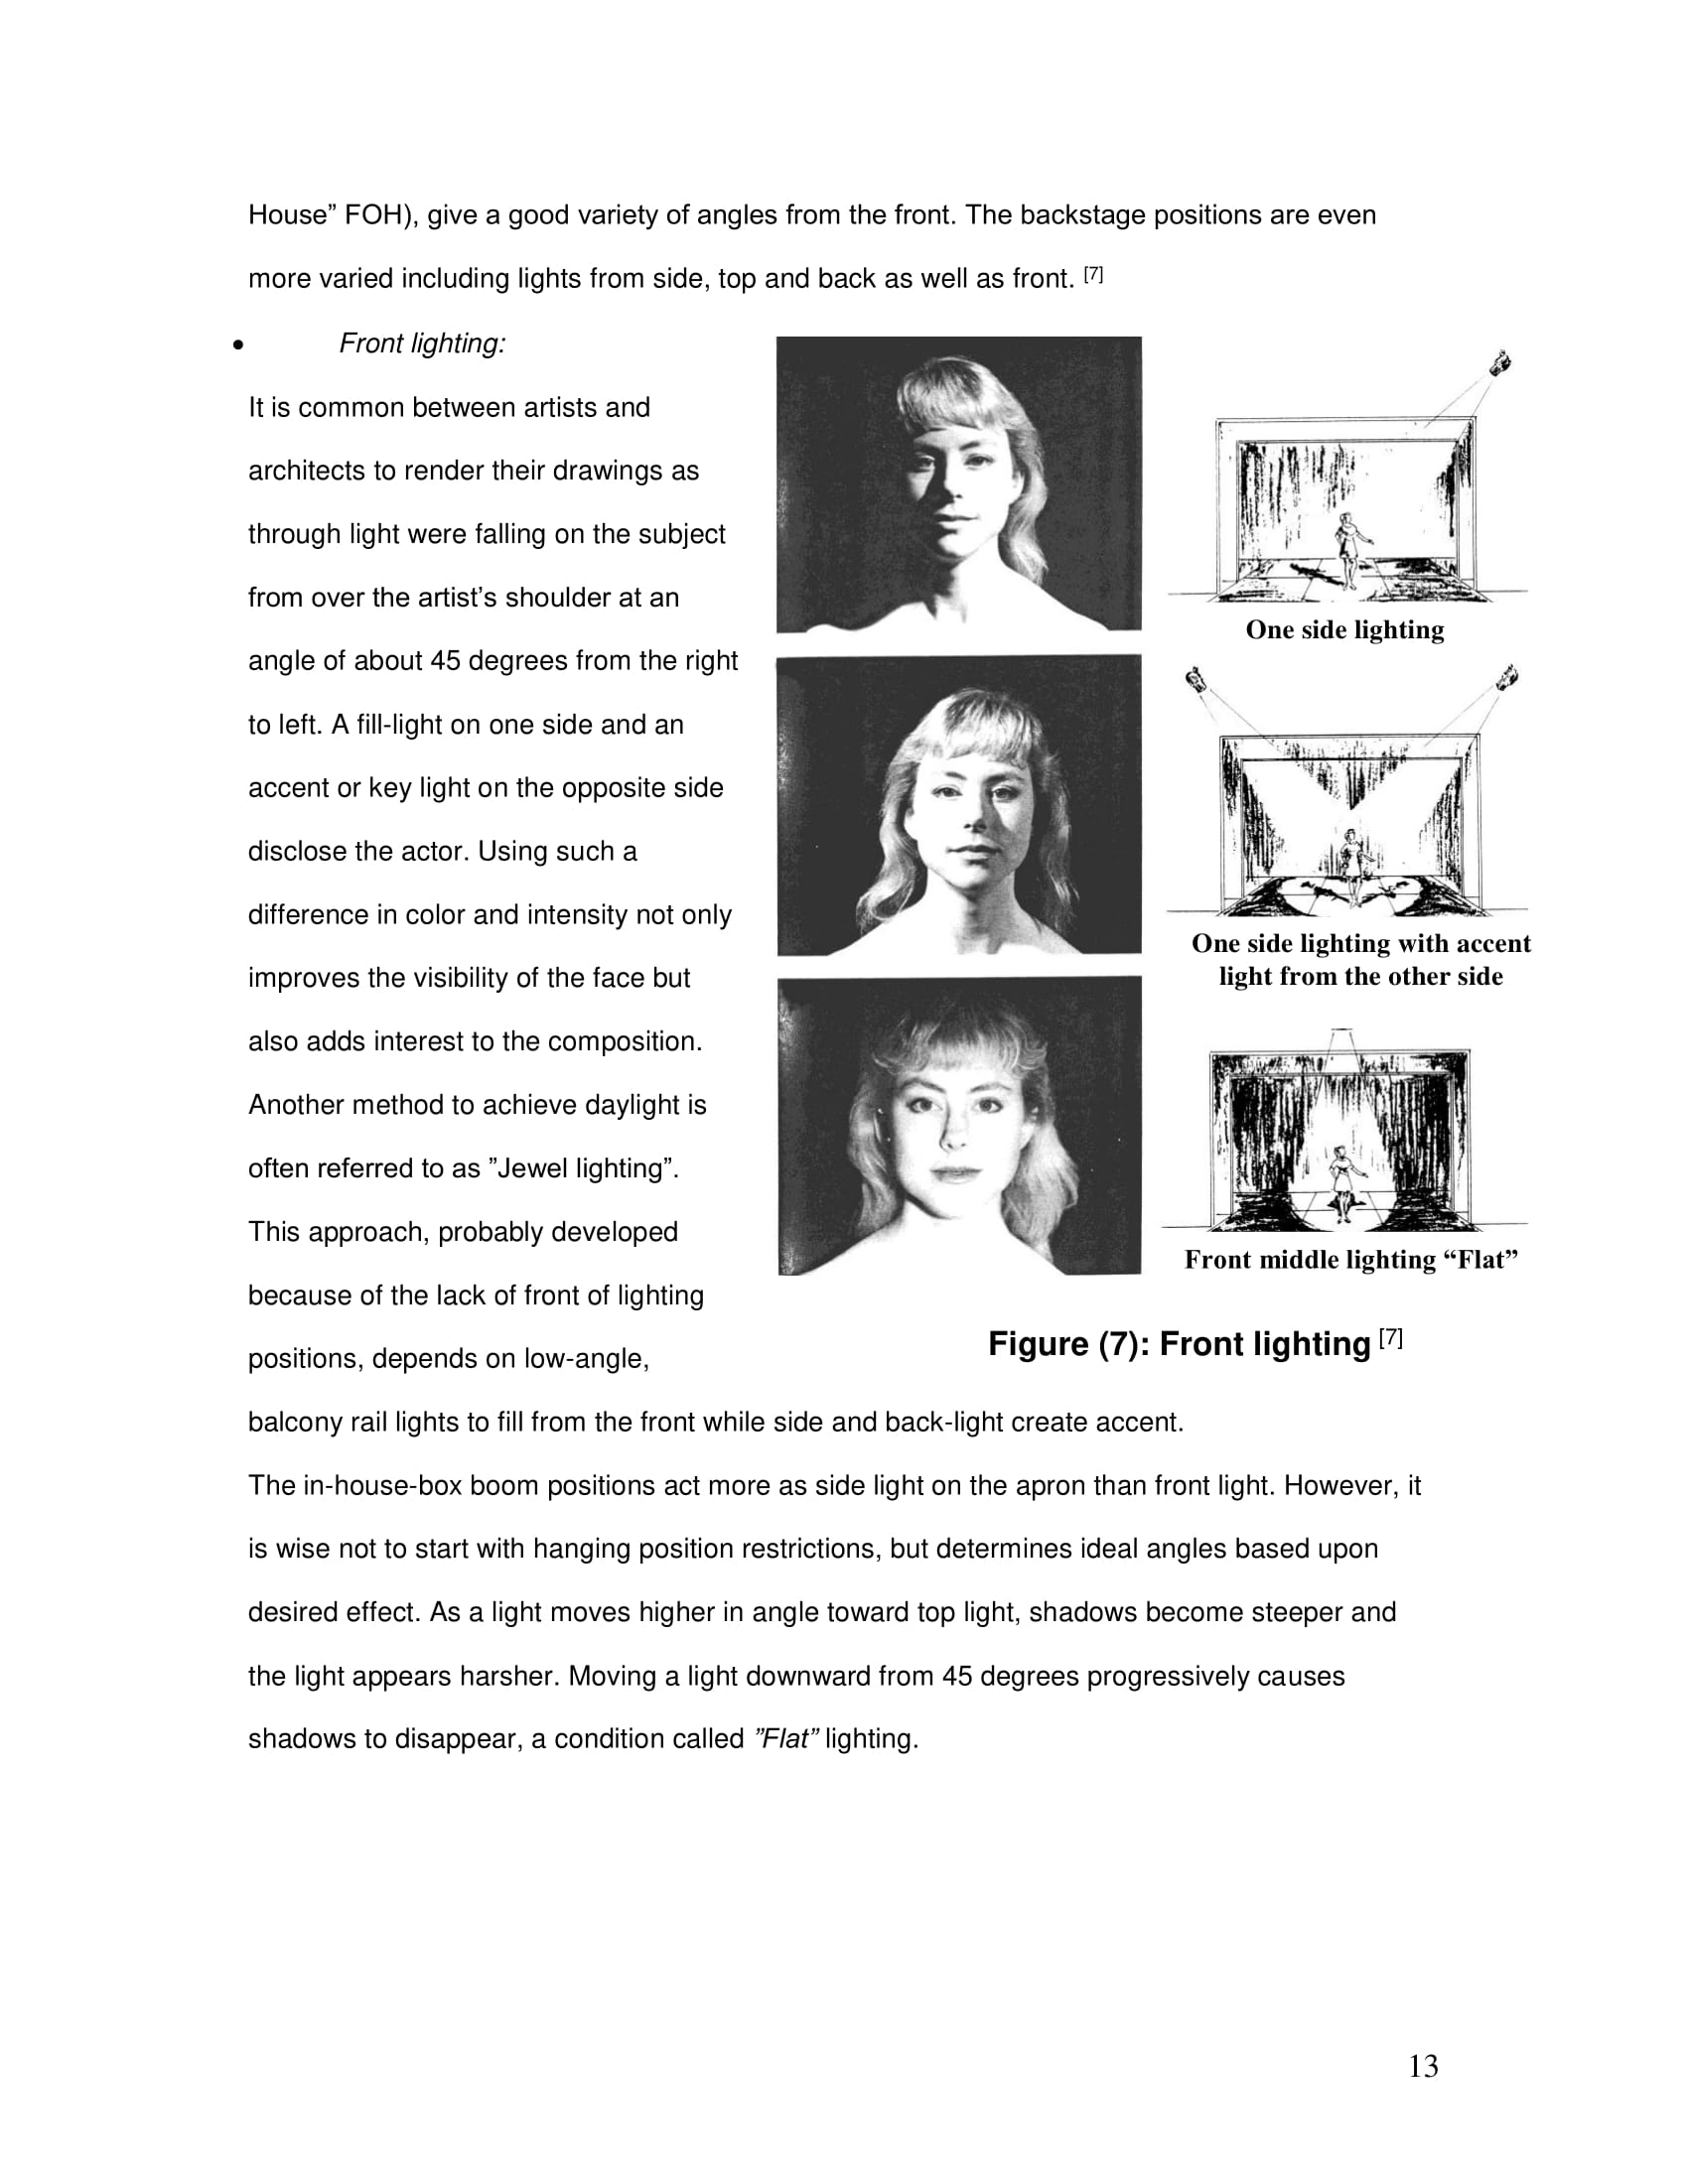 House” FOH), give a good variety of angles from the front. The backstage positions are even
more varied including lights from side, top and back as well as front. [7]
• Front lighting:
It is common between artists and
architects to render their drawings as
through light were falling on the subject
from over the artist’s shoulder at an
angle of about 45 degrees from the right
to left. A fill-light on one side and an
accent or key light on the opposite side
disclose the actor. Using such a
difference in color and intensity not only
improves the visibility of the face but
also adds interest to the composition.
Another method to achieve daylight is
often referred to as ”Jewel lighting”.
This approach, probably developed
because of the lack of front of lighting
positions, depends on low-angle,
One side lighting
One side lighting with accent
light from the other side
Front middle lighting “Flat”
Figure (7): Front lighting [7]
balcony rail lights to fill from the front while side and back-light create accent.
The in-house-box boom positions act more as side light on the apron than front light. However, it
is wise not to start with hanging position restrictions, but determines ideal angles based upon
desired effect. As a light moves higher in angle toward top light, shadows become steeper and
the light appears harsher. Moving a light downward from 45 degrees progressively causes
shadows to disappear, a condition called ”Flat” lighting.
13